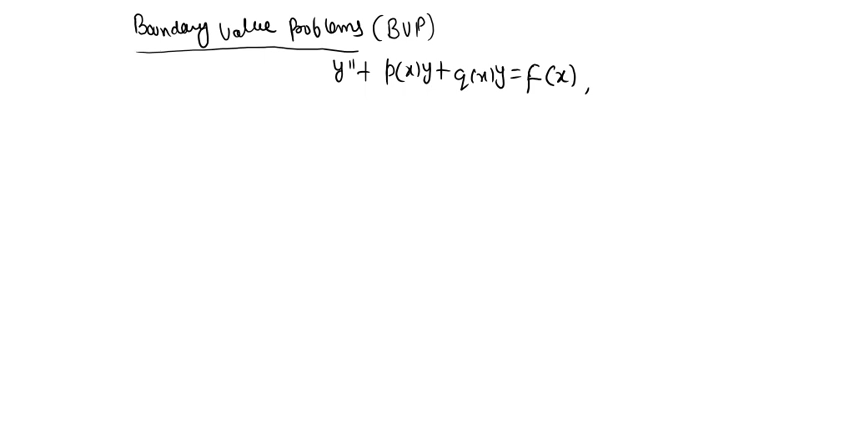 Boundary Value Problems (BVP)
y'' + p(x)y + q(x)y = f(x),